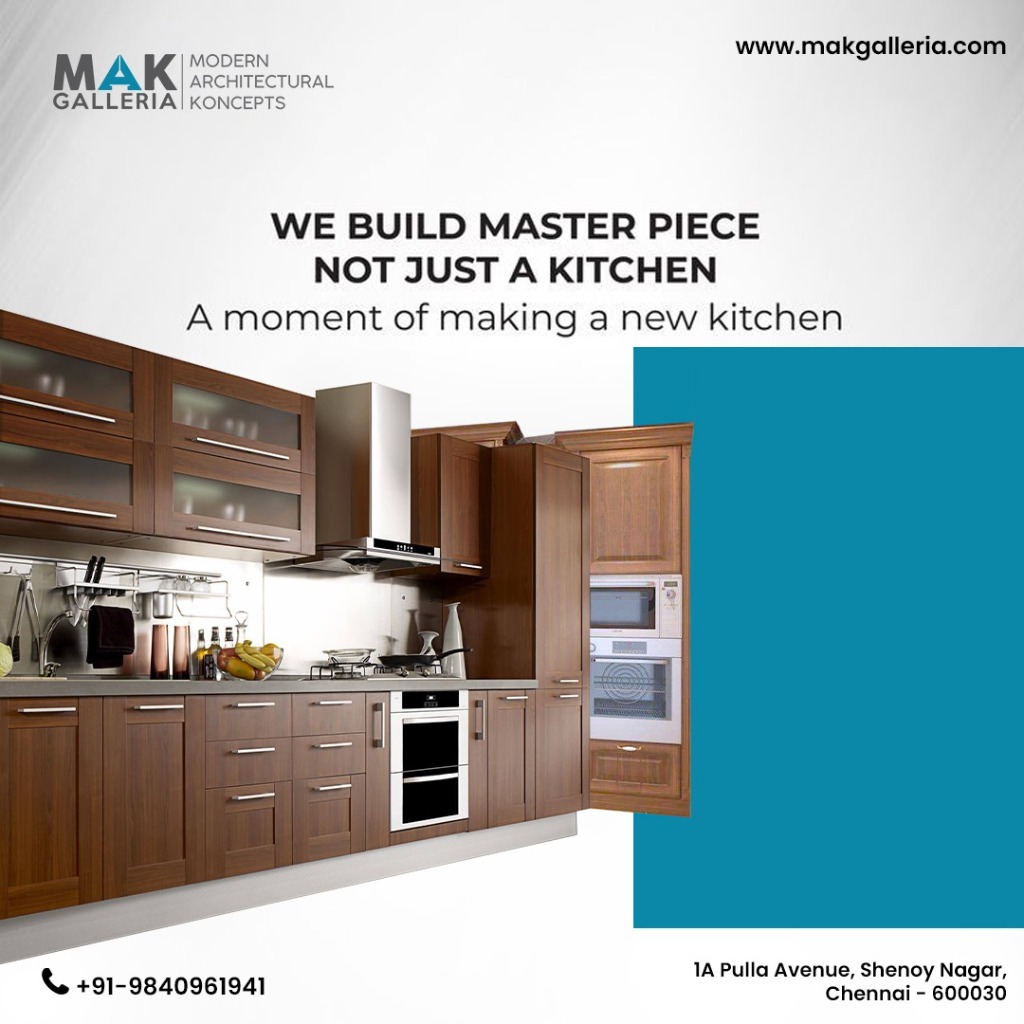 MAK
GALLERIA
MODERN
ARCHITECTURAL
KONCEPTS
www.makgalleria.com
WE BUILD MASTER PIECE
NOT JUST A KITCHEN
A moment of making a new kitchen
+91-9840961941
1A Pulla Avenue, Shenoy Nagar,
Chennai - 600030